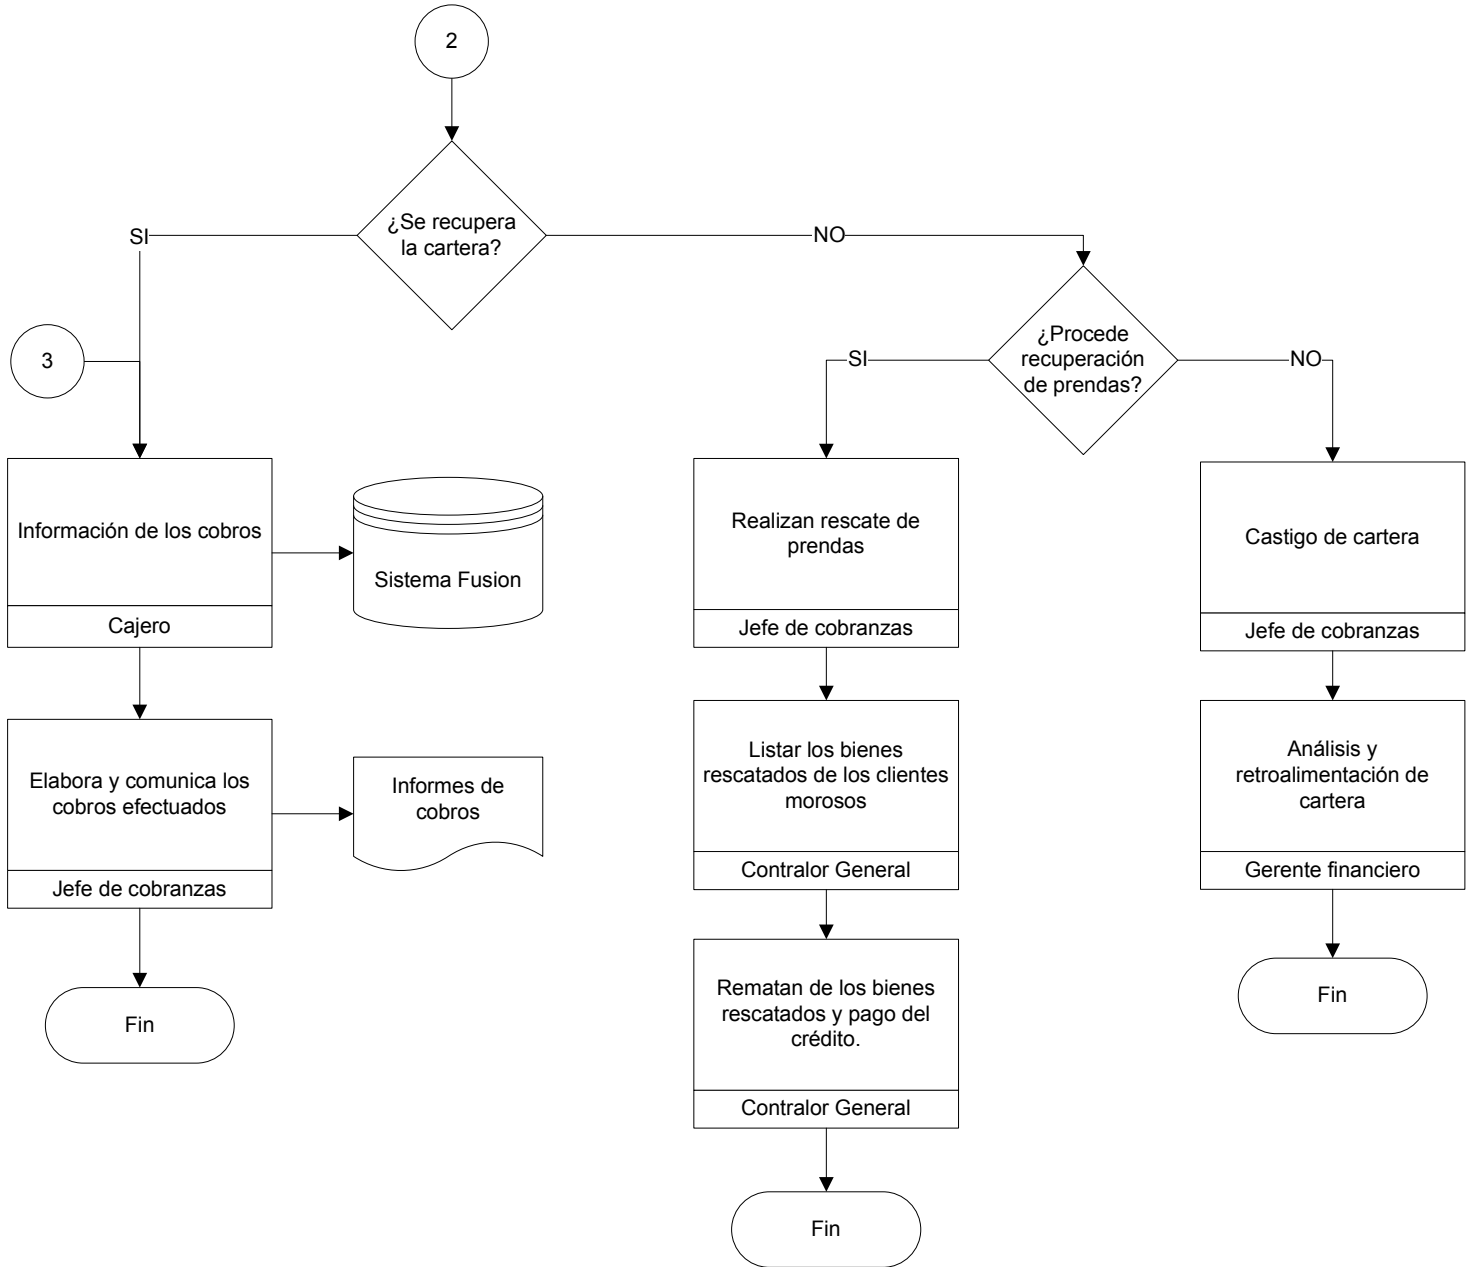 2
¿Se recupera
la cartera?
SI
NO
3
¿Procede
recuperación
de prendas?
SI
NO
Información de los cobros
Cajero
Sistema Fusion
Realizan rescate de
prendas
Jefe de cobranzas
Castigo de cartera
Jefe de cobranzas
Elabora y comunica los
cobros efectuados
Jefe de cobranzas
Informes de
cobros
Listar los bienes
rescatados de los clientes
morosos
Contralor General
Análisis y
retroalimentación de
cartera
Gerente financiero
Fin
Rematan de los bienes
rescatados y pago del
crédito.
Contralor General
Fin
Fin